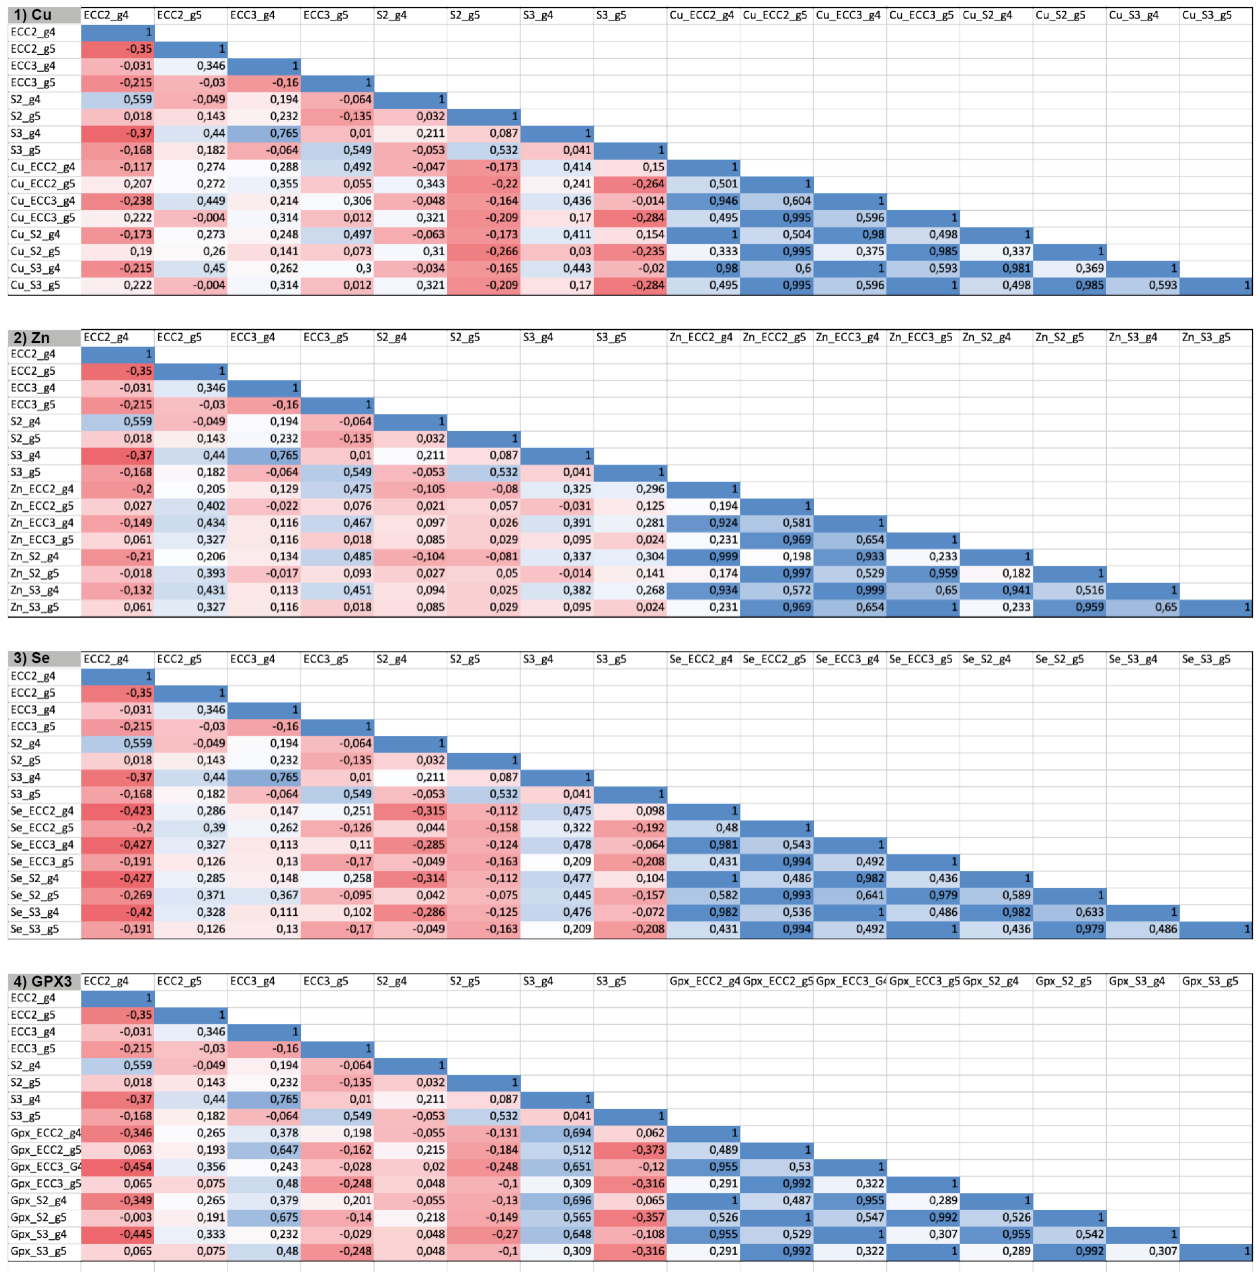 1) Cu ECC2_g4 ECC2_g5 ECC3_g4 ECC3_g5 S2_g4 S2_g5 S3_g4 S3_g5 Cu_ECC2_g4 Cu_ECC2_g5 Cu_ECC3_g4 Cu_ECC3_g5 Cu_S2_g4 Cu_S2_g5 Cu_S3_g4 Cu_S3_g5
ECC2_g4 1
ECC2_g5 -0,35 1
ECC3_g4 -0,031 0,346 1
ECC3_g5 -0,215 -0,03 -0,16 1
S2_g4 0,559 -0,049 0,194 -0,064 1
S2_g5 0,018 0,143 0,232 -0,135 0,032 1
S3_g4 -0,37 0,44 0,765 0,01 0,211 0,087 1
S3_g5 -0,168 0,182 -0,064 0,549 -0,053 0,532 0,041 1
Cu_ECC2_g4 -0,117 0,274 0,288 0,492 -0,047 -0,173 0,414 0,15 1
Cu_ECC2_g5 0,207 0,272 0,355 0,055 0,343 -0,22 0,241 -0,264 0,501 1
Cu_ECC3_g4 -0,238 0,449 0,214 0,306 -0,048 -0,164 0,436 -0,014 0,946 0,604 1
Cu_ECC3_g5 0,222 -0,004 0,314 0,012 0,321 -0,209 0,17 -0,284 0,495 0,995 0,596 1
Cu_S2_g4 -0,173 0,273 0,248 0,497 -0,063 -0,173 0,411 0,154 1 0,504 0,98 0,498 1
Cu_S2_g5 0,19 0,26 0,141 0,073 0,31 -0,266 0,03 -0,235 0,333 0,995 0,375 0,985 0,337 1
Cu_S3_g4 -0,215 0,45 0,262 0,3 -0,034 -0,165 0,443 -0,02 0,98 0,6 1 0,593 0,981 0,369 1
Cu_S3_g5 0,222 -0,004 0,314 0,012 0,321 -0,209 0,17 -0,284 0,495 0,995 0,596 1 0,498 0,985 0,593 1
2) Zn ECC2_g4 ECC2_g5 ECC3_g4 ECC3_g5 S2_g4 S2_g5 S3_g4 S3_g5 Zn_ECC2_g4 Zn_ECC2_g5 Zn_ECC3_g4 Zn_ECC3_g5 Zn_S2_g4 Zn_S2_g5 Zn_S3_g4 Zn_S3_g5
ECC2_g4 1
ECC2_g5 -0,35 1
ECC3_g4 -0,031 0,346 1
ECC3_g5 -0,215 -0,03 -0,16 1
S2_g4 0,559 -0,049 0,194 -0,064 1
S2_g5 0,018 0,143 0,232 -0,135 0,032 1
S3_g4 -0,37 0,44 0,765 0,01 0,211 0,087 1
S3_g5 -0,168 0,182 -0,064 0,549 -0,053 0,532 0,041 1
Zn_ECC2_g4 -0,2 0,205 0,129 0,475 -0,105 -0,08 0,325 0,296 1
Zn_ECC2_g5 0,027 0,402 -0,022 0,076 0,021 0,057 -0,031 0,125 0,194 1
Zn_ECC3_g4 -0,149 0,434 0,116 0,467 0,097 0,026 0,391 0,281 0,924 0,581 1
Zn_ECC3_g5 0,061 0,327 0,116 0,018 0,085 0,029 0,095 0,024 0,231 0,969 0,654 1
Zn_S2_g4 -0,21 0,206 0,134 0,485 -0,104 -0,081 0,337 0,304 0,999 0,198 0,933 0,233 1
Zn_S2_g5 -0,018 0,393 -0,017 0,093 0,027 0,05 -0,014 0,141 0,174 0,997 0,529 0,959 0,182 1
Zn_S3_g4 -0,132 0,431 0,113 0,451 0,094 0,025 0,382 0,268 0,934 0,572 0,999 0,65 0,941 0,516 1
Zn_S3_g5 0,061 0,327 0,116 0,018 0,085 0,029 0,095 0,024 0,231 0,969 0,654 1 0,233 0,959 0,65 1
3) Se ECC2_g4 ECC2_g5 ECC3_g4 ECC3_g5 S2_g4 S2_g5 S3_g4 S3_g5 Se_ECC2_g4 Se_ECC2_g5 Se_ECC3_g4 Se_ECC3_g5 Se_S2_g4 Se_S2_g5 Se_S3_g4 Se_S3_g5
ECC2_g4 1
ECC2_g5 -0,35 1
ECC3_g4 -0,031 0,346 1
ECC3_g5 -0,215 -0,03 -0,16 1
S2_g4 0,559 -0,049 0,194 -0,064 1
S2_g5 0,018 0,143 0,232 -0,135 0,032 1
S3_g4 -0,37 0,44 0,765 0,01 0,211 0,087 1
S3_g5 -0,168 0,182 -0,064 0,549 -0,053 0,532 0,041 1
Se_ECC2_g4 -0,423 0,286 0,147 0,251 -0,315 -0,112 0,475 0,098 1
Se_ECC2_g5 -0,2 0,39 0,262 -0,126 0,044 -0,158 0,322 -0,192 0,48 1
Se_ECC3_g4 -0,427 0,327 0,113 0,11 -0,285 -0,124 0,478 -0,064 0,981 0,543 1
Se_ECC3_g5 -0,191 0,126 0,13 -0,17 -0,049 -0,163 0,209 -0,208 0,431 0,994 0,492 1
Se_S2_g4 -0,427 0,285 0,148 0,258 -0,314 -0,112 0,477 0,104 1 0,486 0,982 0,436 1
Se_S2_g5 -0,269 0,371 0,367 -0,095 0,042 -0,075 0,445 -0,157 0,582 0,993 0,641 0,979 0,589 1
Se_S3_g4 -0,42 0,328 0,111 0,102 -0,286 -0,125 0,476 -0,072 0,982 0,536 1 0,486 0,982 0,633 1
Se_S3_g5 -0,191 0,126 0,13 -0,17 -0,049 -0,163 0,209 -0,208 0,431 0,994 0,492 1 0,436 0,979 0,486 1
4) GPX3 ECC2_g4 ECC2_g5 ECC3_g4 ECC3_g5 S2_g4 S2_g5 S3_g4 S3_g5 Gpx_ECC2_g4 Gpx_ECC2_g5 Gpx_ECC3_G4 Gpx_ECC3_g5 Gpx_S2_g4 Gpx_S2_g5 Gpx_S3_g4 Gpx_S3_g5
ECC2_g4 1
ECC2_g5 -0,35 1
ECC3_g4 -0,031 0,346 1
ECC3_g5 -0,215 -0,03 -0,16 1
S2_g4 0,559 -0,049 0,194 -0,064 1
S2_g5 0,018 0,143 0,232 -0,135 0,032 1
S3_g4 -0,37 0,44 0,765 0,01 0,211 0,087 1
S3_g5 -0,168 0,182 -0,064 0,549 -0,053 0,532 0,041 1
Gpx_ECC2_g4 -0,346 0,265 0,378 0,198 -0,055 -0,131 0,694 0,062 1
Gpx_ECC2_g5 0,063 0,193 0,647 -0,162 0,215 -0,184 0,512 -0,373 0,489 1
Gpx_ECC3_G4 -0,454 0,356 0,243 -0,028 0,02 -0,248 0,651 -0,12 0,955 0,53 1
Gpx_ECC3_g5 0,065 0,075 0,48 -0,248 0,048 -0,1 0,309 -0,316 0,291 0,992 0,322 1
Gpx_S2_g4 -0,349 0,265 0,379 0,201 -0,055 -0,13 0,696 0,065 1 0,487 0,955 0,289 1
Gpx_S2_g5 -0,003 0,191 0,675 -0,14 0,218 -0,149 0,565 -0,357 0,526 1 0,547 0,992 0,526 1
Gpx_S3_g4 -0,445 0,333 0,232 -0,029 0,048 -0,27 0,648 -0,108 0,955 0,529 1 0,307 0,955 0,542 1
Gpx_S3_g5 0,065 0,075 0,48 -0,248 0,048 -0,1 0,309 -0,316 0,291 0,992 0,322 1 0,289 0,992 0,307 1